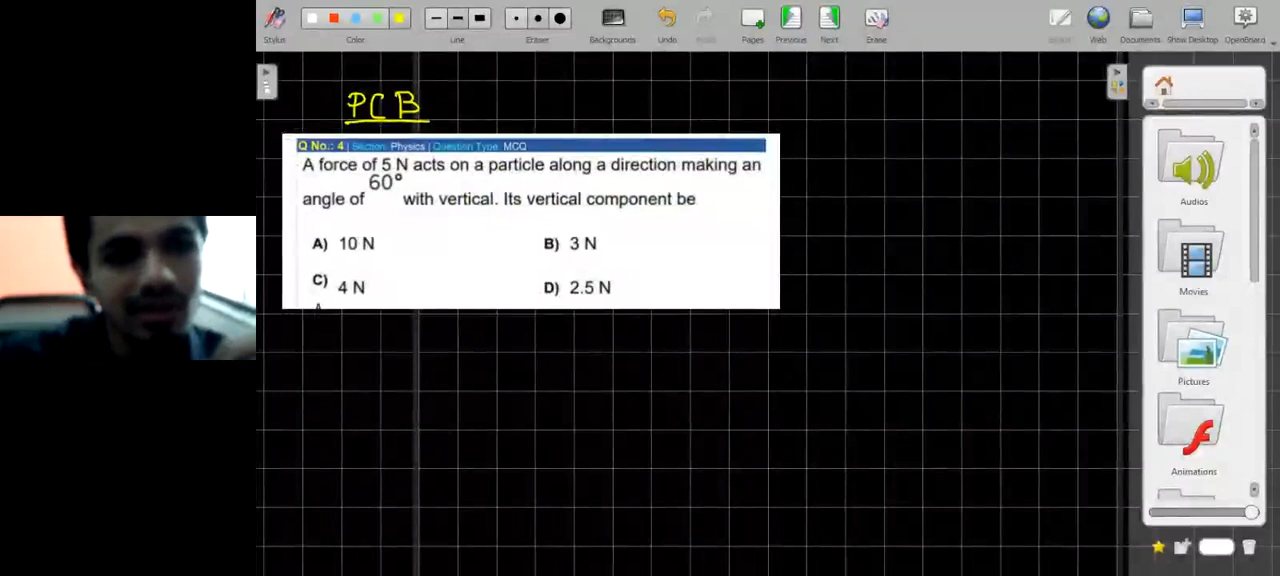 Stylus
Color
Line
Eraser
Backgrounds
Undo
Pages
Previous
Next
Erase
Web
Documents
Show Desktop
OpenBoard
PCB
Q No.: 4 | Section: Physics | Question Type: MCQ
A force of 5 N acts on a particle along a direction making an
angle of 60° with vertical. Its vertical component be
A) 10 N
B) 3 N
C) 4 N
D) 2.5 N
Audios
Movies
Pictures
Animations